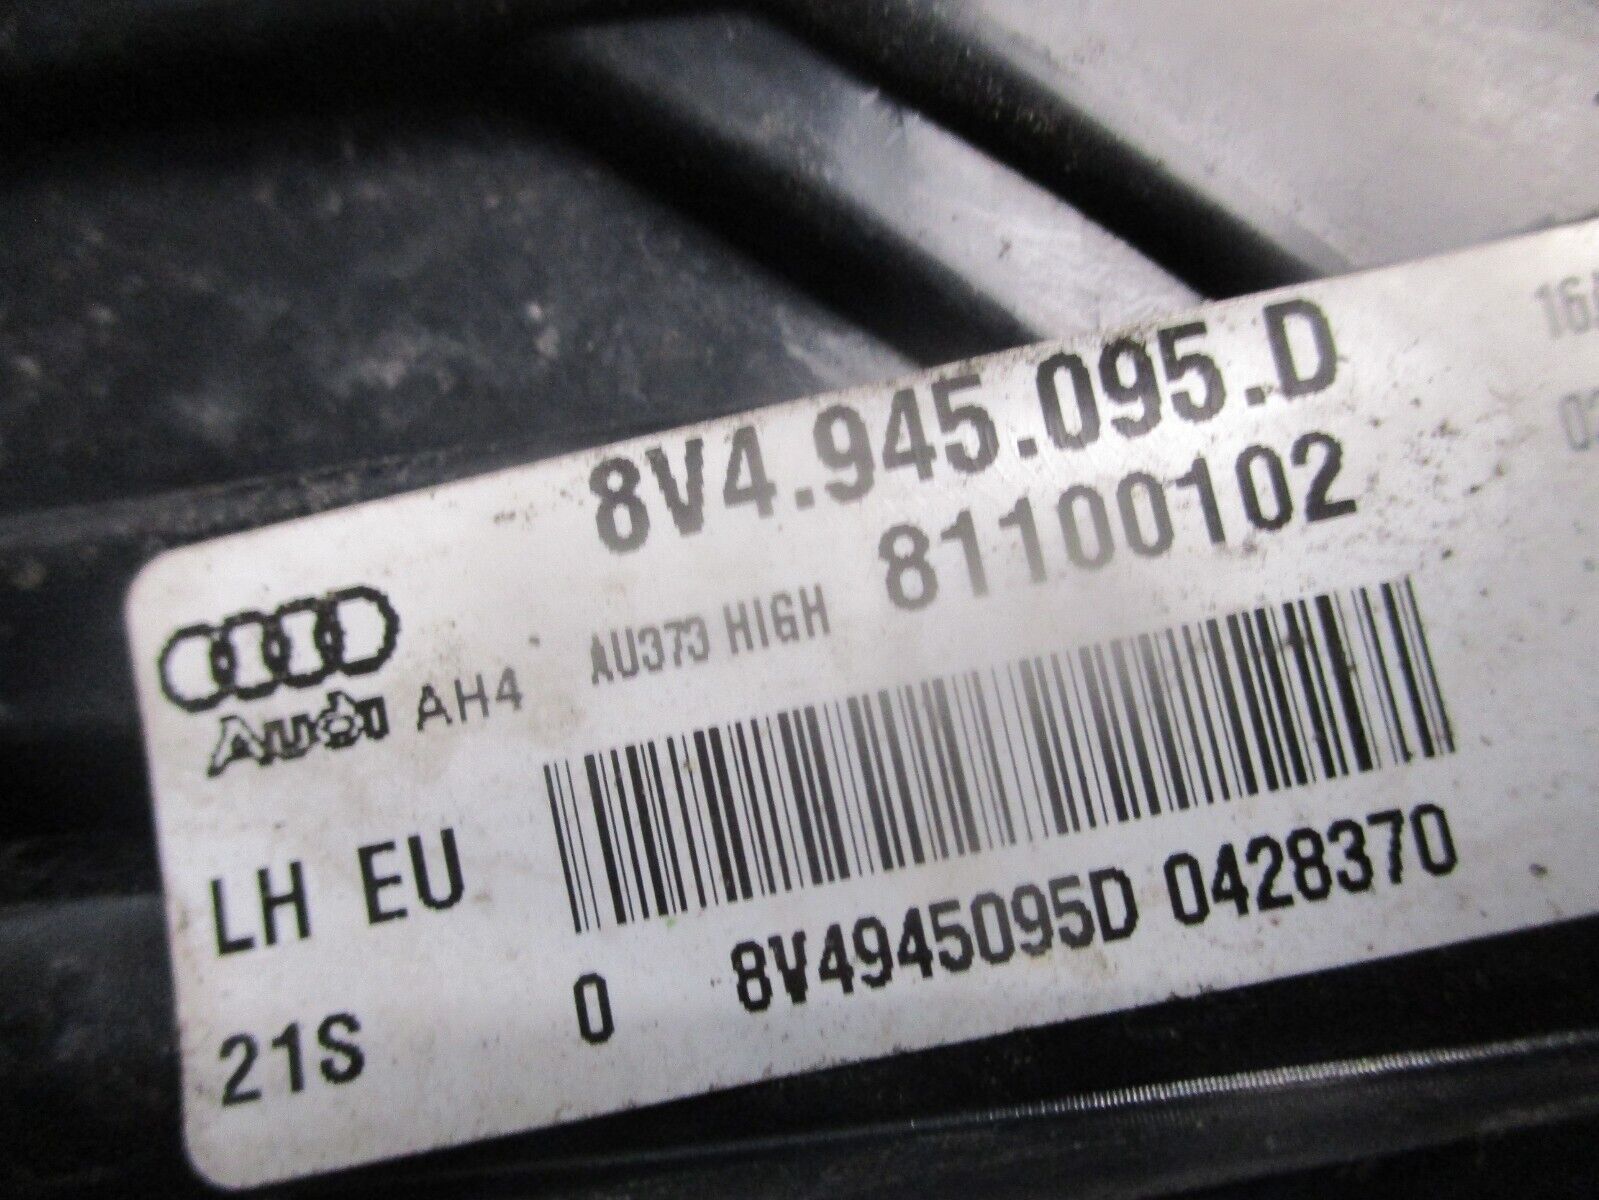 8V4.945.095.D
81100102
AU373 HIGH
Audi AH4
LH EU
21S
0 8V4945095D 0428370